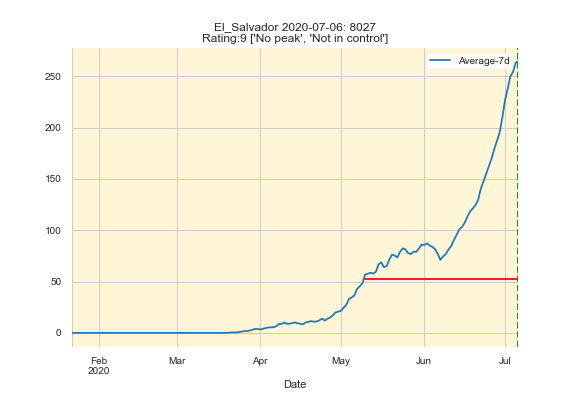 El_Salvador 2020-07-06: 8027
Rating:9 ['No peak', 'Not in control']
Average-7d
250
200
150
100
50
0
Feb Mar Apr May Jun Jul
2020
Date